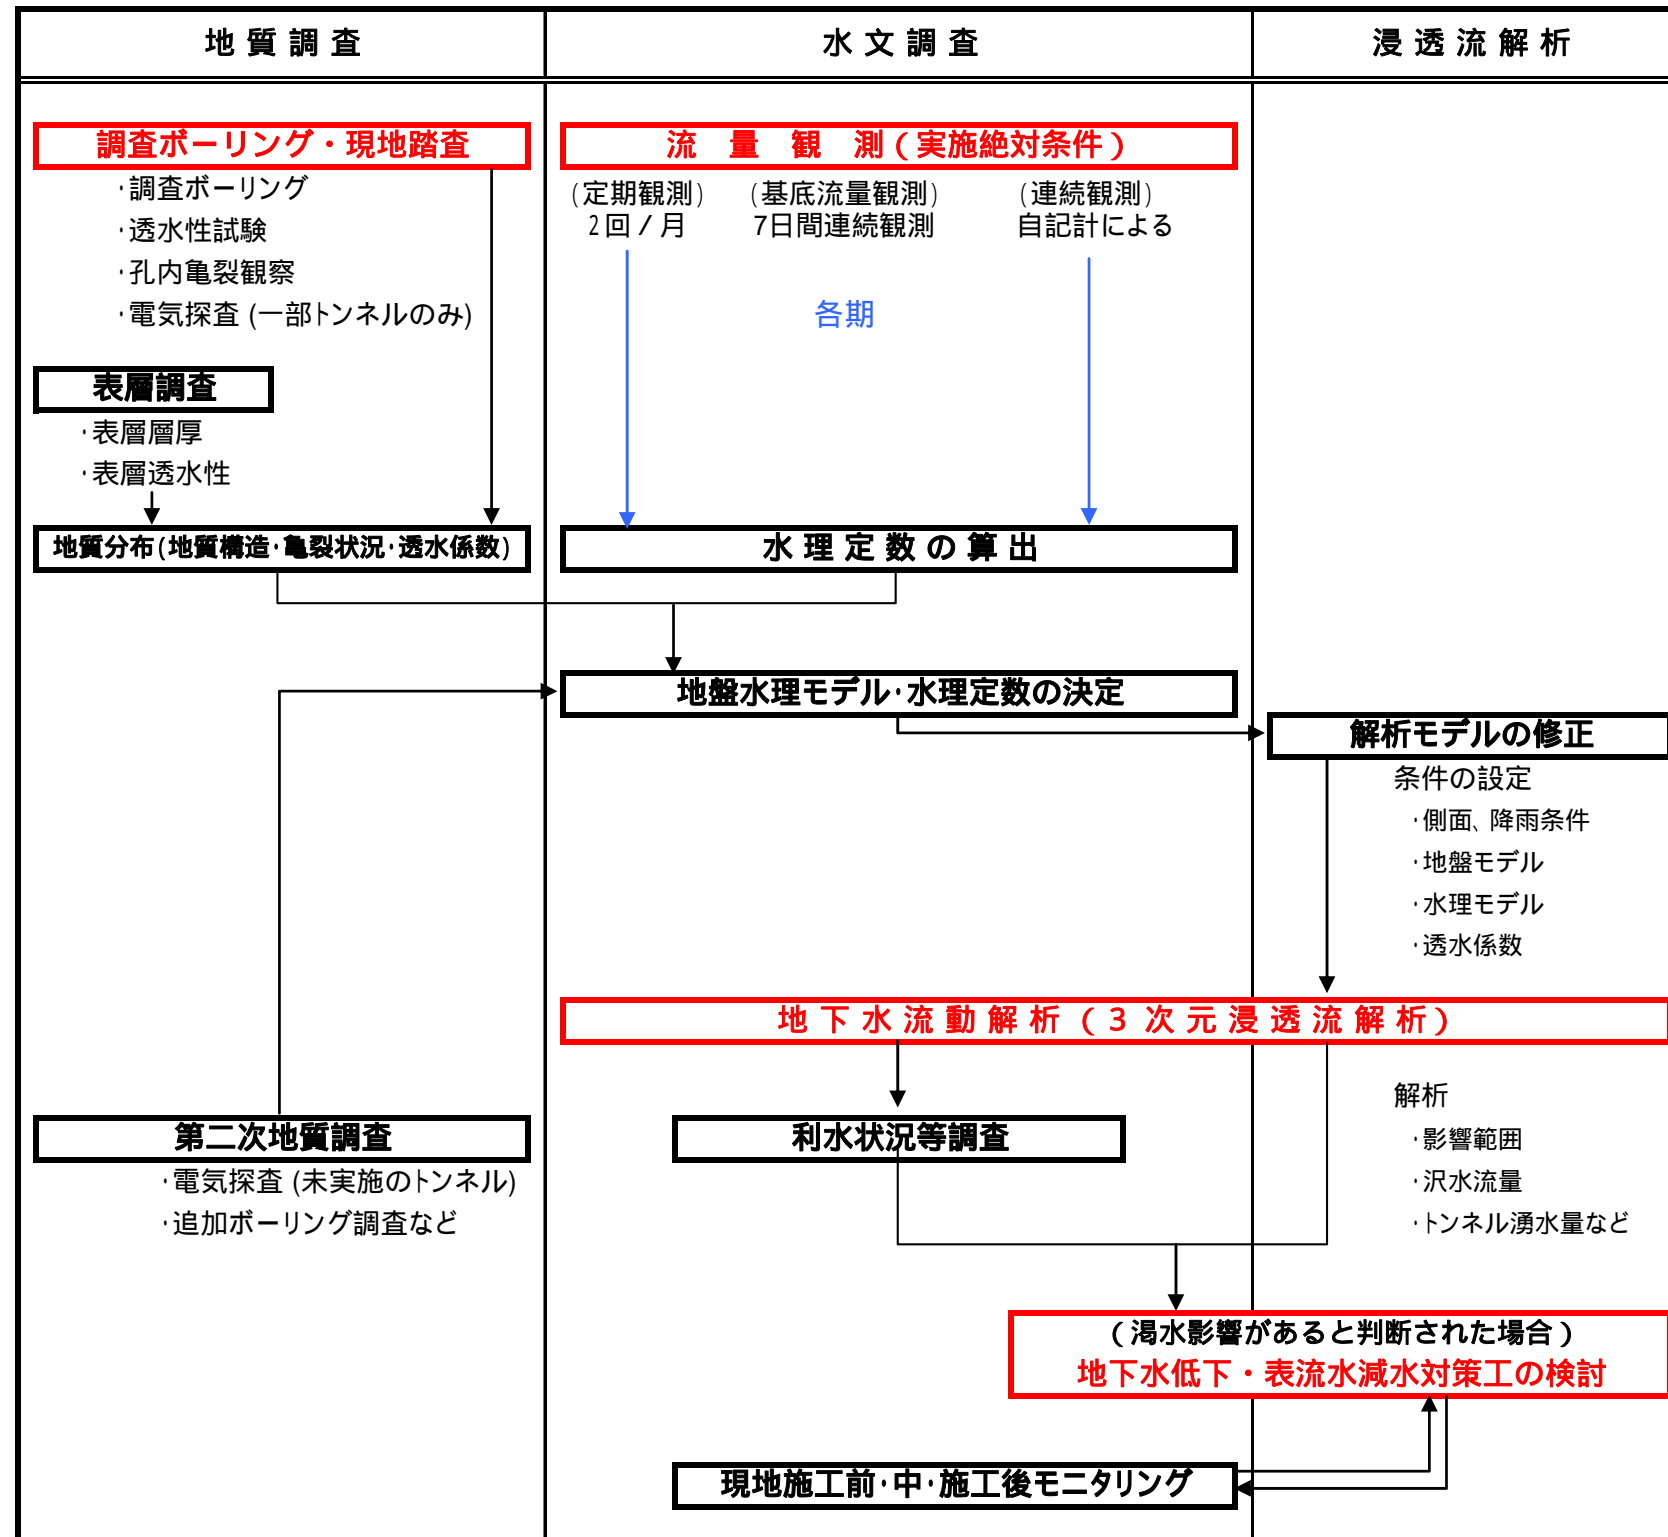 地質調査
水文調査
浸透流解析
調査ボーリング・現地踏査
・調査ボーリング
・透水性試験
・孔内亀裂観察
・電気探査(一部トンネルのみ)
表層調査
・表層層厚
・表層透水性
地質分布(地質構造・亀裂状況・透水係数)
流 量 観 測(実施絶対条件)
(定期観測) (基底流量観測) (連続観測)
2回/月 7日間連続観測 自記計による
各期
水理定数の算出
地盤水理モデル・水理定数の決定
解析モデルの修正
条件の設定
・側面、降雨条件
・地盤モデル
・水理モデル
・透水係数
地下水流動解析(3次元浸透流解析)
第二次地質調査
・電気探査(未実施のトンネル)
・追加ボーリング調査など
利水状況等調査
解析
・影響範囲
・沢水流量
・トンネル湧水量など
(渇水影響があると判断された場合)
地下水低下・表流水減水対策工の検討
現地施工前・中・施工後モニタリング